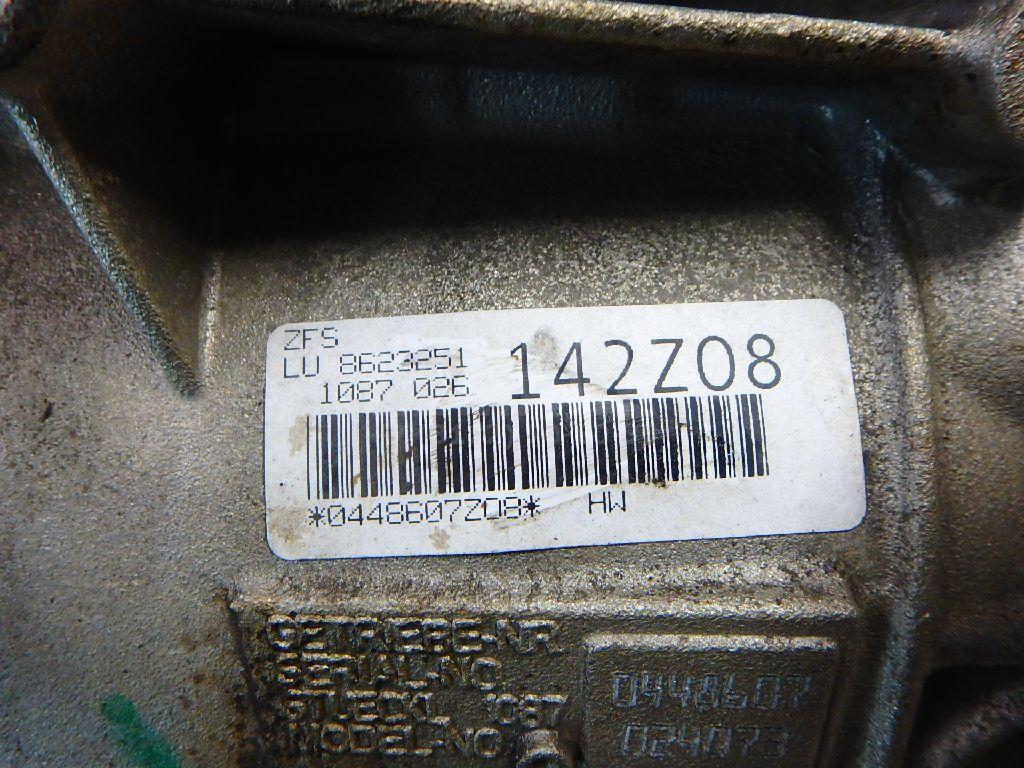 ZFS
LU 8623251
1087 026
142Z08
*0448607Z08* HW
GETRIEBE-NR.
SERIAL-NO
STUECKL 1087
MODEL-NO
0448607
024073